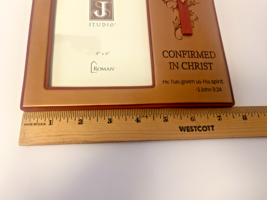 JS
STUDIO
4" x 6"
ROMAN
CONFIRMED
IN CHRIST
He has given us His spirit
1 John 3:24
1 2 3 4 5 6 7 8
WESTCOTT